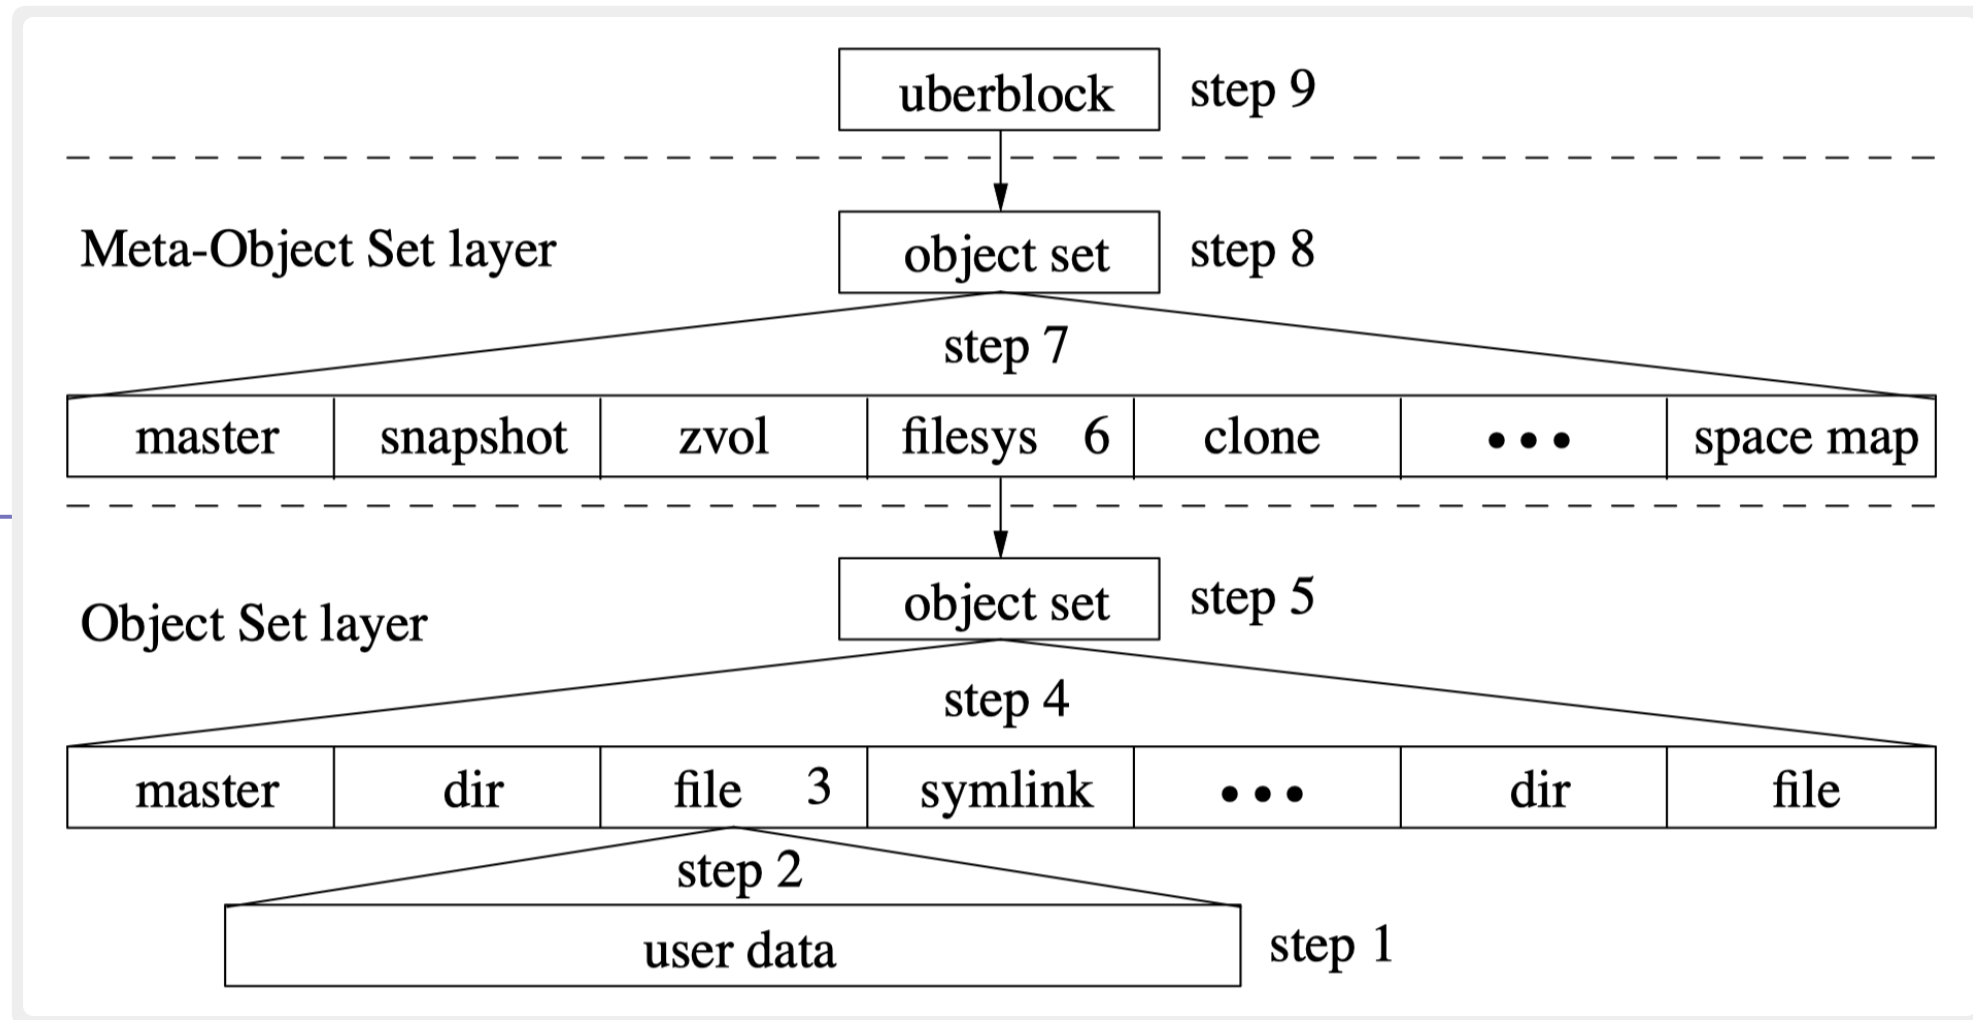 uberblock step 9
Meta-Object Set layer object set step 8
step 7
master snapshot zvol filesys 6 clone ••• space map
Object Set layer object set step 5
step 4
master dir file 3 symlink ••• dir file
step 2
user data step 1